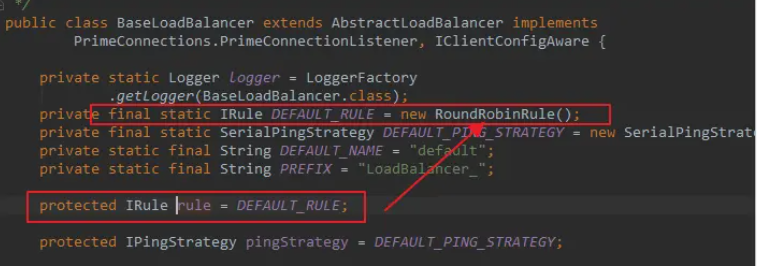 */
public class BaseLoadBalancer extends AbstractLoadBalancer implements
PrimeConnections.PrimeConnectionListener, IClientConfigAware {
private static Logger logger = LoggerFactory
.getLogger(BaseLoadBalancer.class);
private final static IRule DEFAULT_RULE = new RoundRobinRule();
private final static SerialPingStrategy DEFAULT_PING_STRATEGY = new SerialPingStrate
private static final String DEFAULT_NAME = "default";
private static final String PREFIX = "LoadBalancer_";
protected IRule rule = DEFAULT_RULE;
protected IPingStrategy pingStrategy = DEFAULT_PING_STRATEGY;